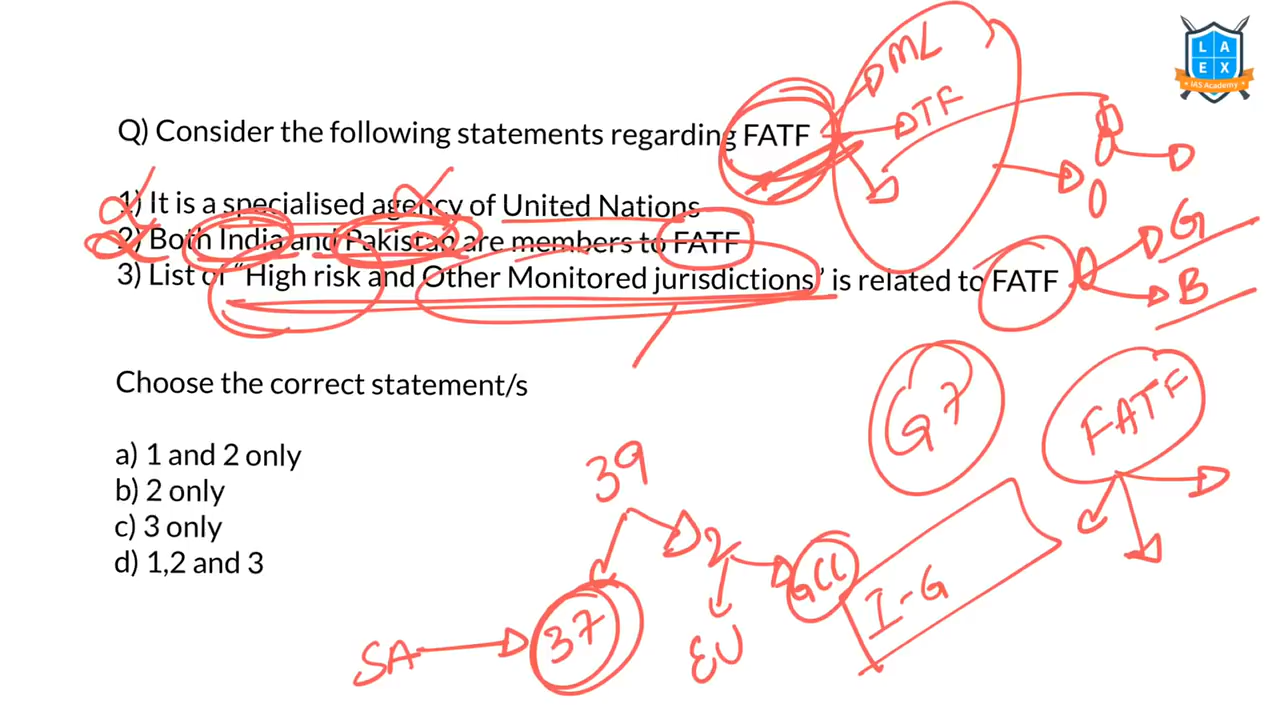 L A
E X
MS Academy
ML
TF
Q) Consider the following statements regarding FATF
1) It is a specialised agency of United Nations
2) Both India and Pakistan are members to FATF
3) List of “High risk and Other Monitored jurisdictions’ is related to FATF
G
B
Choose the correct statement/s
G7
FATF
a) 1 and 2 only
b) 2 only
c) 3 only
d) 1,2 and 3
39
2
37
SA
EU
GCC
I-G